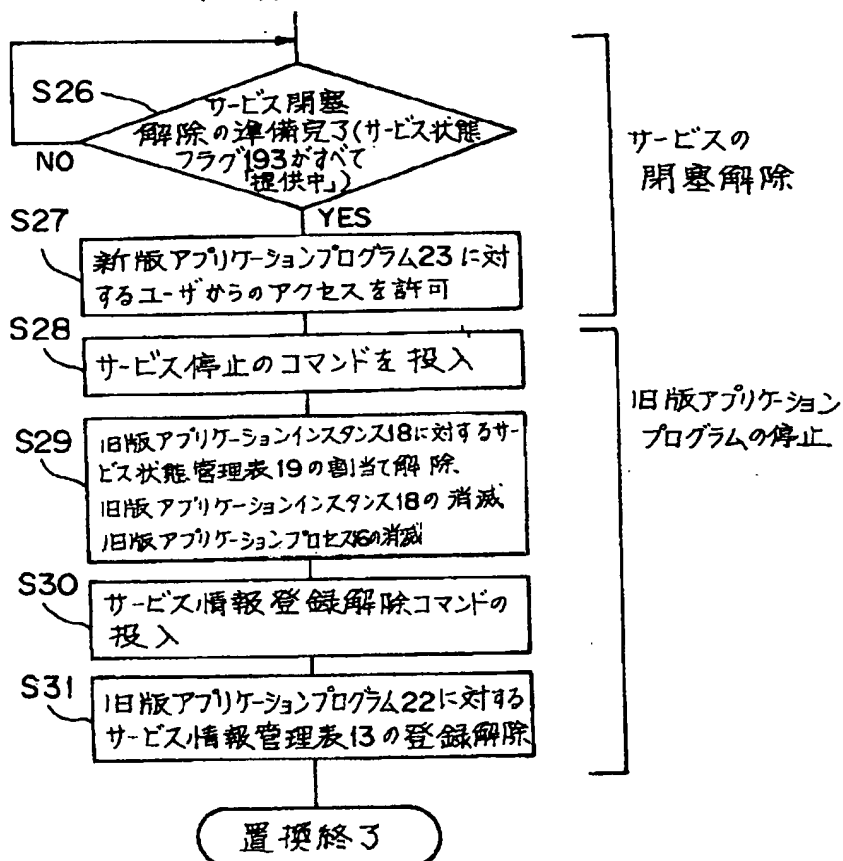 S26
サービス閉塞
解除の準備完了(サービス状態
フラグ193がすべて
「提供中」)
NO
YES
サービスの
閉塞解除
S27
新版アプリケーションプログラム23に対
するユーザからのアクセスを許可
S28
サービス停止のコマンドを投入
旧版アプリケーション
プログラムの停止
S29
旧版アプリケーションインスタンス18に対するサー
ビス状態管理表19の割当て解除
旧版アプリケーションインスタンス18の消滅
旧版アプリケーションプロセス16の消滅
S30
サービス情報登録解除コマンドの
投入
S31
旧版アプリケーションプログラム22に対する
サービス情報管理表13の登録解除
置換終了